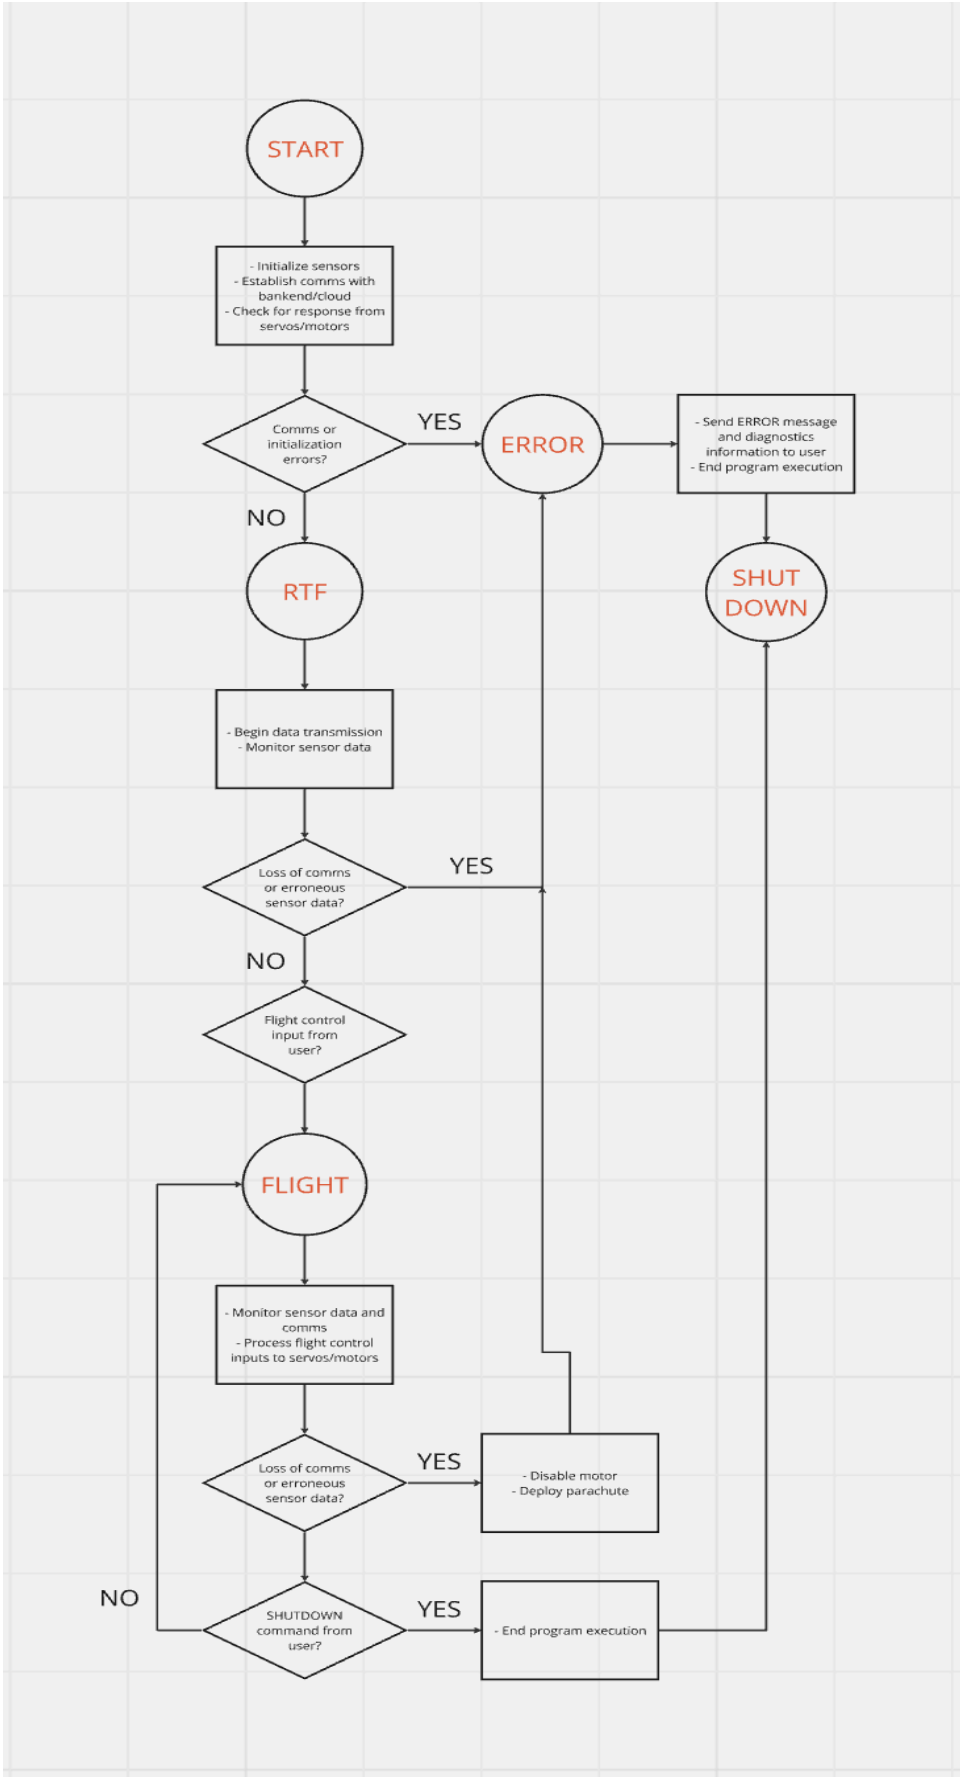 START
- Initialize sensors
- Establish comms with
bankend/cloud
- Check for response from
servos/motors
Comms or
initialization
errors?
YES
ERROR
- Send ERROR message
and diagnostics
information to user
- End program execution
NO
RTF
SHUT
DOWN
- Begin data transmission
- Monitor sensor data
Loss of comms
or erroneous
sensor data?
YES
NO
Flight control
input from
user?
FLIGHT
- Monitor sensor data and
comms
- Process flight control
inputs to servos/motors
Loss of comms
or erroneous
sensor data?
YES
- Disable motor
- Deploy parachute
NO
SHUTDOWN
command from
user?
YES
- End program execution